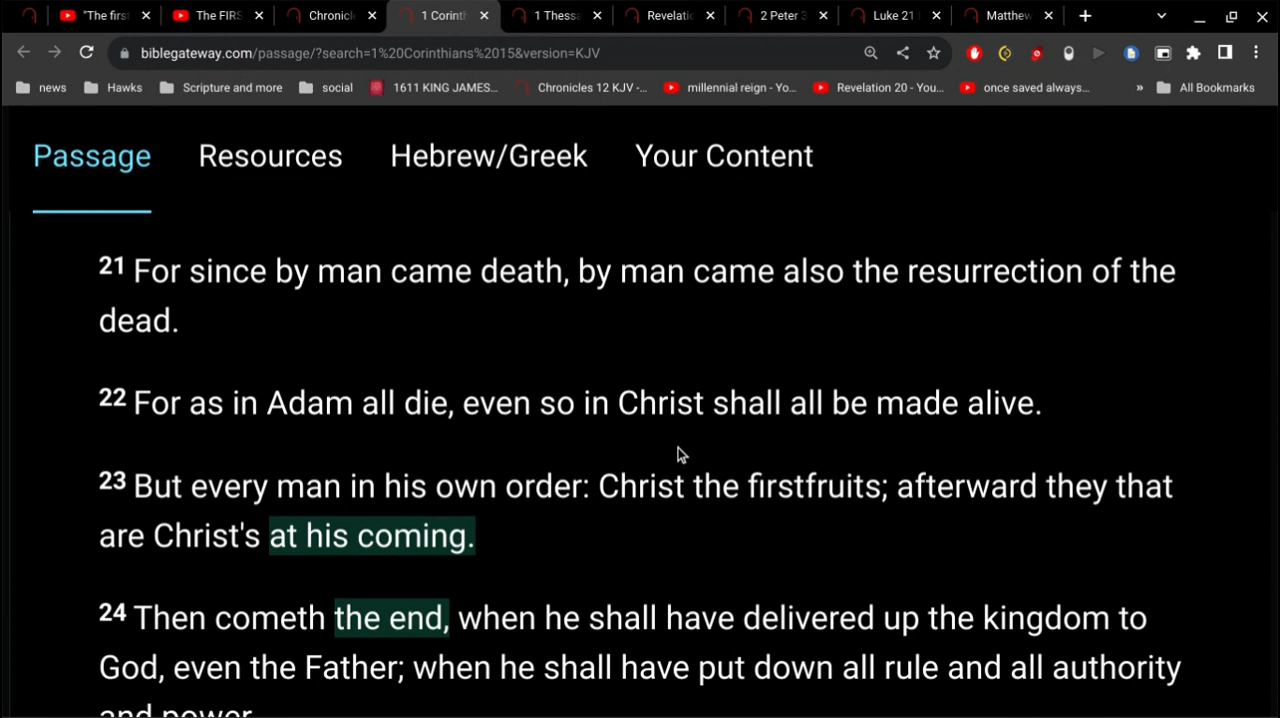 "The first
The FIRS
Chronicle
1 Corinth
1 Thessa
Revelatio
2 Peter 3
Luke 21
Matthew
biblegateway.com/passage/?search=1%20Corinthians%2015&version=KJV
news
Hawks
Scripture and more
social
1611 KING JAMES...
Chronicles 12 KJV -...
millennial reign - Yo...
Revelation 20 - You...
once saved always...
»
All Bookmarks
Passage
Resources
Hebrew/Greek
Your Content
21 For since by man came death, by man came also the resurrection of the
dead.
22 For as in Adam all die, even so in Christ shall all be made alive.
23 But every man in his own order: Christ the firstfruits; afterward they that
are Christ's at his coming.
24 Then cometh the end, when he shall have delivered up the kingdom to
God, even the Father; when he shall have put down all rule and all authority
and power.